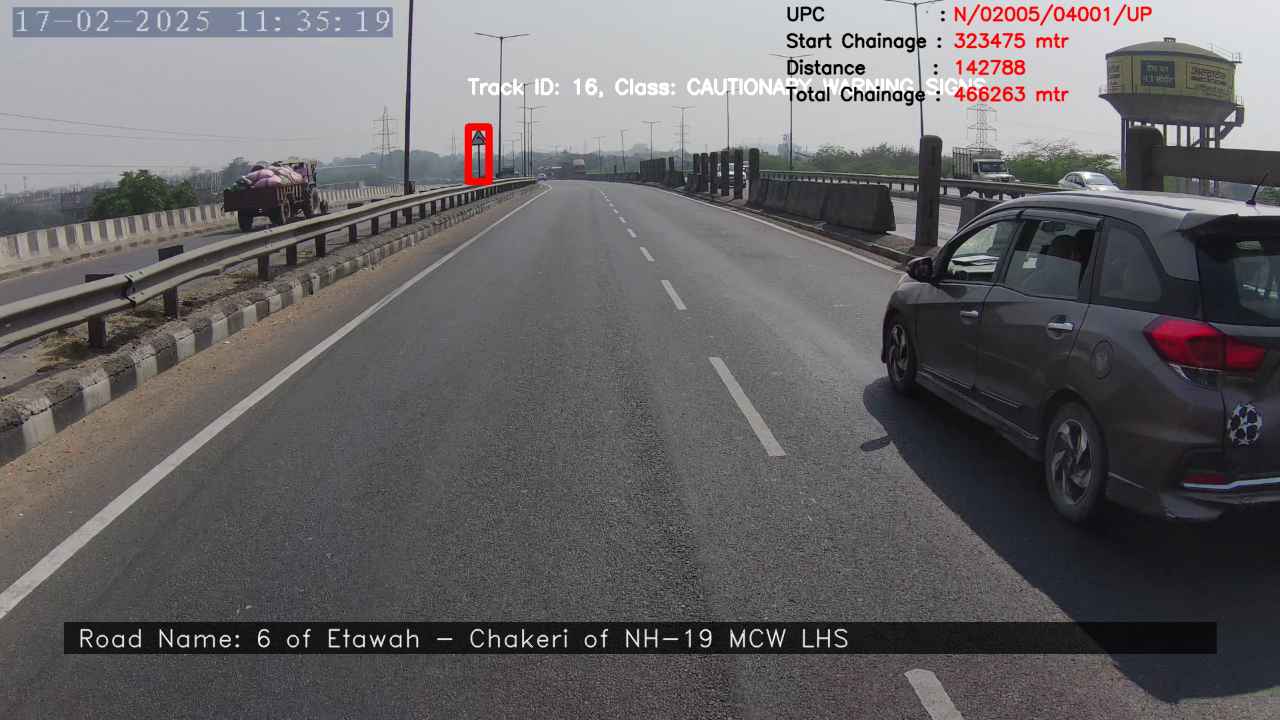 17-02-2025 11:35:19
UPC : N/02005/04001/UP
Start Chainage : 323475 mtr
Distance : 142788
Track ID: 16, Class: CAUTIONARY WARNING SIGNS
Total Chainage : 466263 mtr
Road Name: 6 of Etawah - Chakeri of NH-19 MCW LHS